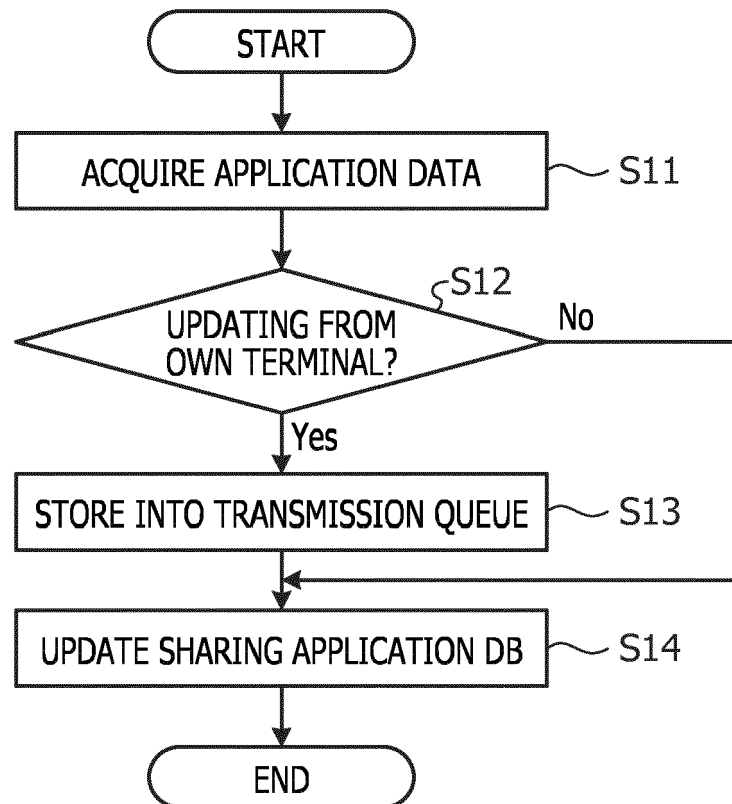 START
ACQUIRE APPLICATION DATA
S11
S12
UPDATING FROM
OWN TERMINAL?
No
Yes
STORE INTO TRANSMISSION QUEUE
S13
UPDATE SHARING APPLICATION DB
S14
END